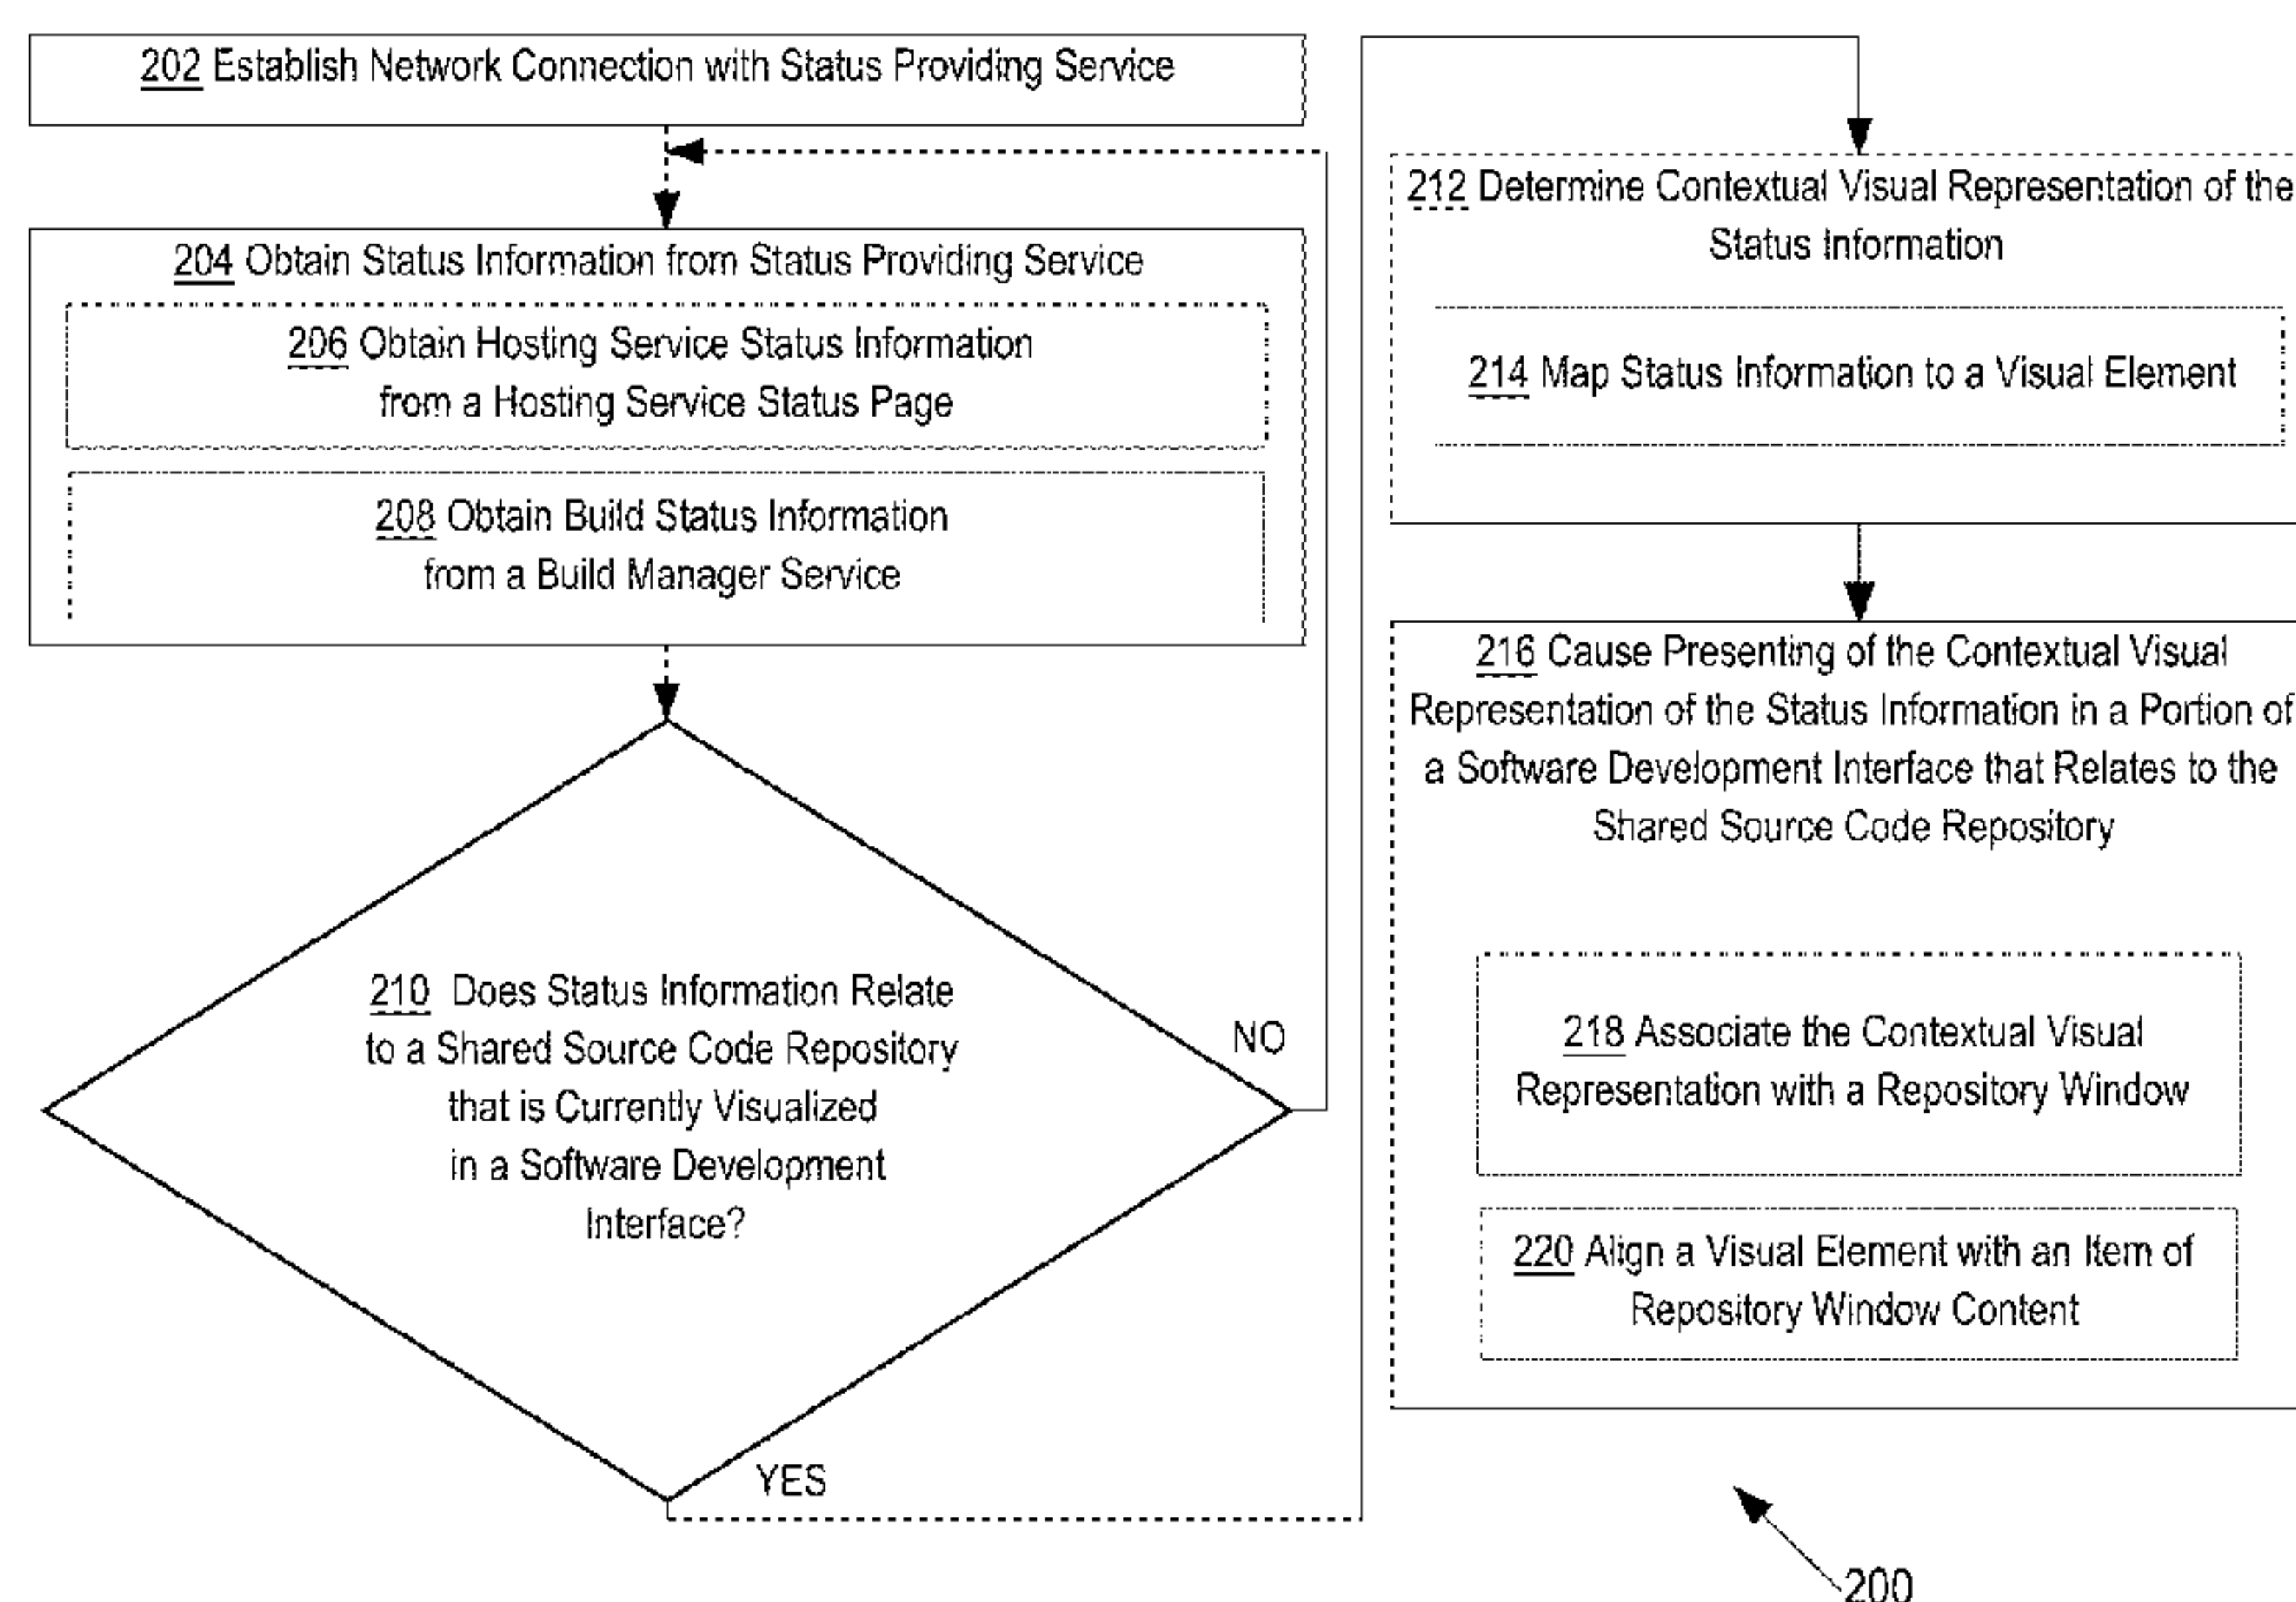 202 Establish Network Connection with Status Providing Service
204 Obtain Status Information from Status Providing Service
206 Obtain Hosting Service Status Information
from a Hosting Service Status Page
208 Obtain Build Status Information
from a Build Manager Service
210 Does Status Information Relate
to a Shared Source Code Repository
that is Currently Visualized
in a Software Development
Interface?
NO
YES
212 Determine Contextual Visual Representation of the
Status Information
214 Map Status Information to a Visual Element
216 Cause Presenting of the Contextual Visual
Representation of the Status Information in a Portion of
a Software Development Interface that Relates to the
Shared Source Code Repository
218 Associate the Contextual Visual
Representation with a Repository Window
220 Align a Visual Element with an Item of
Repository Window Content
200